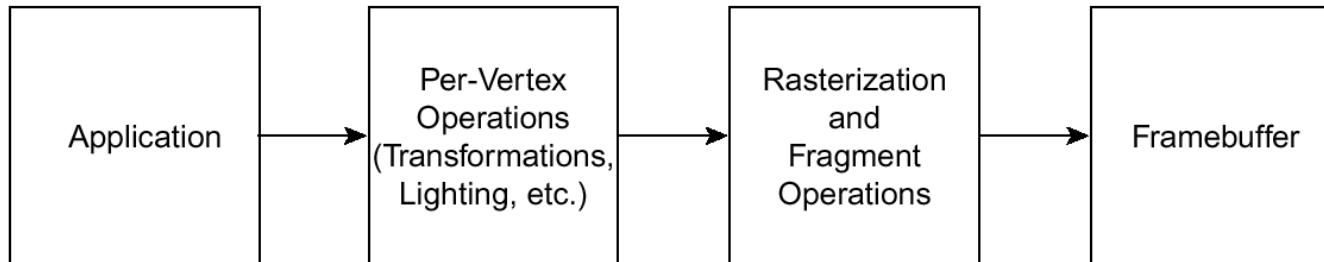 Application
Per-Vertex
Operations
(Transformations,
Lighting, etc.)
Rasterization
and
Fragment
Operations
Framebuffer